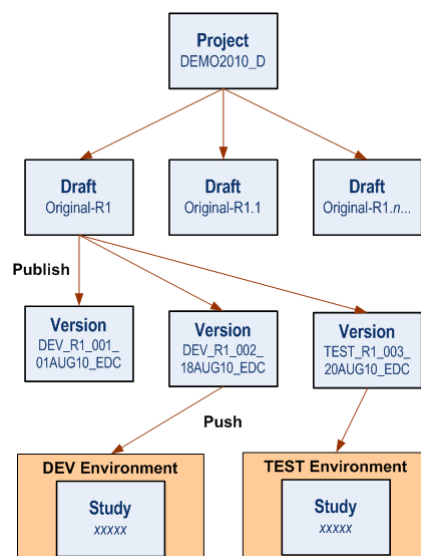 Project
DEMO2010_D
Draft
Original-R1
Draft
Original-R1.1
Draft
Original-R1.n...
Publish
Version
DEV_R1_001_
01AUG10_EDC
Version
DEV_R1_002_
18AUG10_EDC
Version
TEST_R1_003_
20AUG10_EDC
Push
DEV Environment
Study
xxxxx
TEST Environment
Study
xxxxx